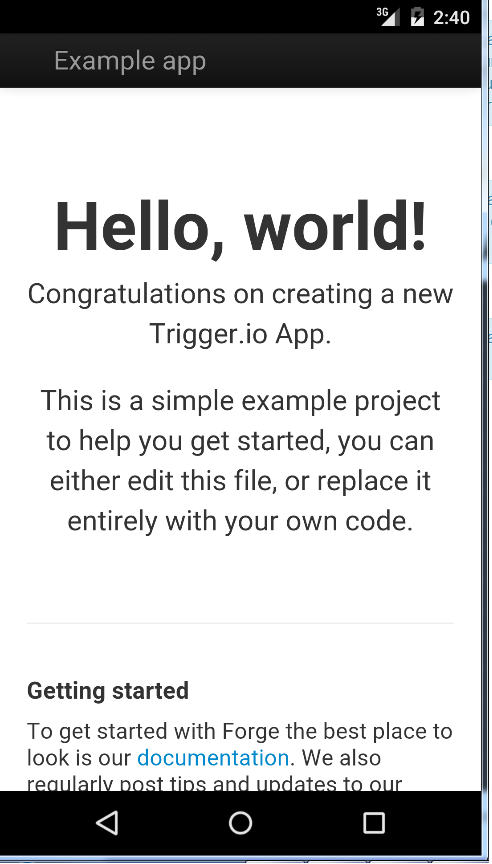 3G 2:40
Example app
Hello, world!
Congratulations on creating a new
Trigger.io App.
This is a simple example project
to help you get started, you can
either edit this file, or replace it
entirely with your own code.
Getting started
To get started with Forge the best place to
look is our documentation. We also
regularly post tips and updates to our